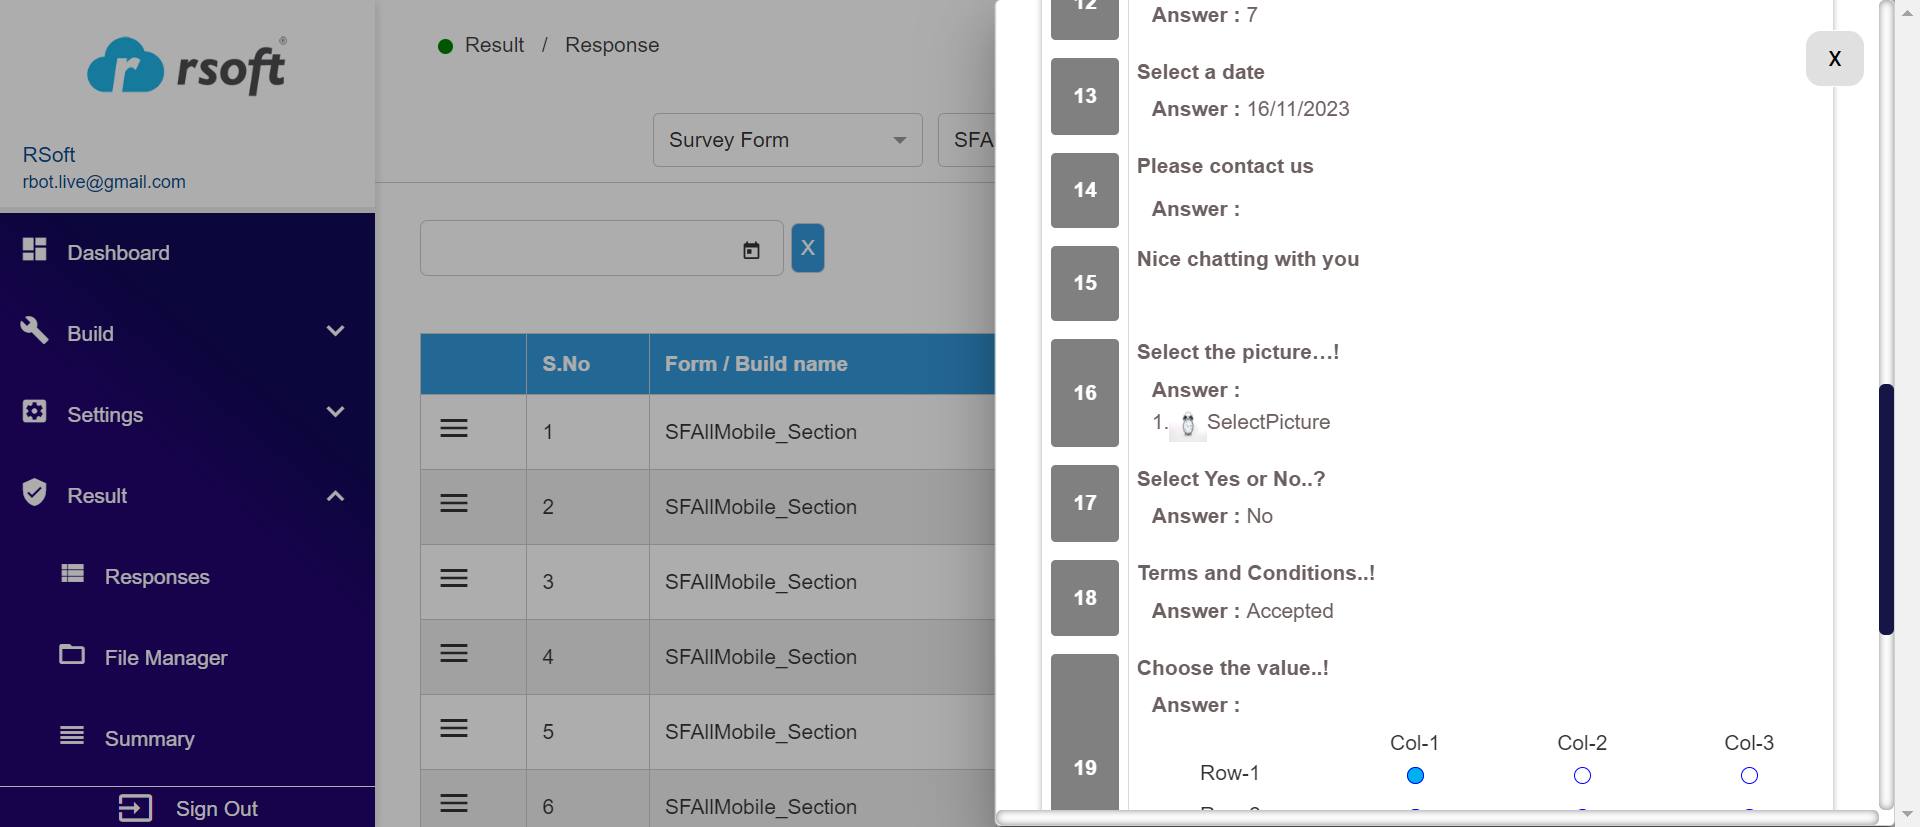 rsoft®
RSoft
rbot.live@gmail.com
Dashboard
Build
Settings
Result
Responses
File Manager
Summary
Sign Out
Result / Response
Survey Form
SFA
X
S.No Form / Build name
1 SFAllMobile_Section
2 SFAllMobile_Section
3 SFAllMobile_Section
4 SFAllMobile_Section
5 SFAllMobile_Section
6 SFAllMobile_Section
X
12
Answer : 7
13
Select a date
Answer : 16/11/2023
14
Please contact us
Answer :
15
Nice chatting with you
16
Select the picture...!
Answer :
1. SelectPicture
17
Select Yes or No..?
Answer : No
18
Terms and Conditions..!
Answer : Accepted
19
Choose the value..!
Answer :
Col-1 Col-2 Col-3
Row-1